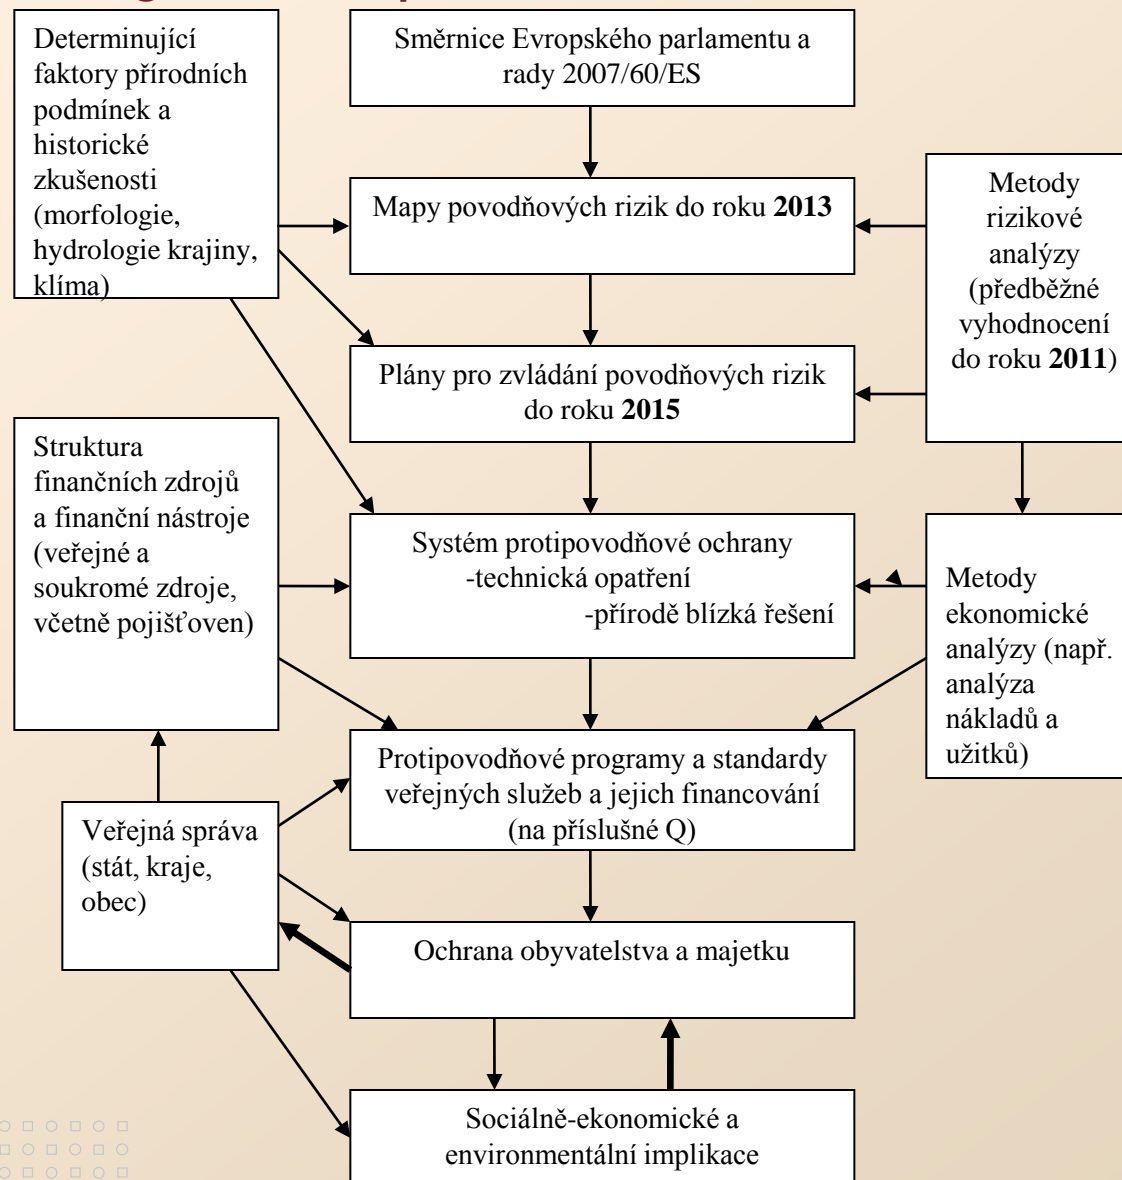 Determinující
faktory přírodních
podmínek a
historické
zkušenosti
(morfologie,
hydrologie krajiny,
klíma)
Směrnice Evropského parlamentu a
rady 2007/60/ES
Mapy povodňových rizik do roku 2013
Metody
rizikové
analýzy
(předběžné
vyhodnocení
do roku 2011)
Plány pro zvládání povodňových rizik
do roku 2015
Struktura
finančních zdrojů
a finanční nástroje
(veřejné a
soukromé zdroje,
včetně pojišťoven)
Systém protipovodňové ochrany
-technická opatření
-přírodě blízká řešení
Metody
ekonomické
analýzy (např.
analýza
nákladů a
užitků)
Protipovodňové programy a standardy
veřejných služeb a jejich financování
(na příslušné Q)
Veřejná správa
(stát, kraje,
obec)
Ochrana obyvatelstva a majetku
Sociálně-ekonomické a
environmentální implikace